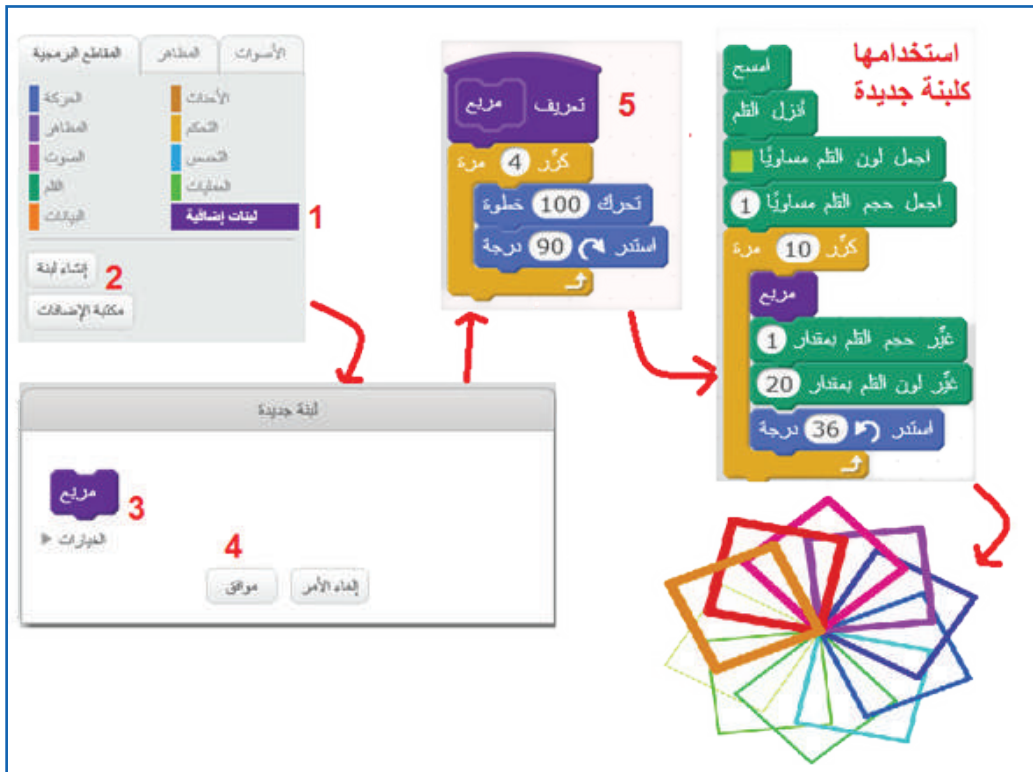 المقاطع البرمجية
المظاهر
الأصوات
الحركة
الأحداث
المظاهر
التحكم
الصوت
التحسس
القلم
العمليات
البيانات
لبنات إضافية
1
إنشاء لبنة
2
مكتبة الإضافات
لبنة جديدة
مربع
3
الخيارات
4
موافق
إلغاء الأمر
تعريف مربع
5
كرِّر 4 مرة
تحرك 100 خطوة
استدر 90 درجة
استخدامها
كلبنة جديدة
امسح
أنزل القلم
اجعل لون القلم مساويًا
اجعل حجم القلم مساويًا 1
كرِّر 10 مرة
مربع
غيِّر حجم القلم بمقدار 1
غيِّر لون القلم بمقدار 20
استدر 36 درجة